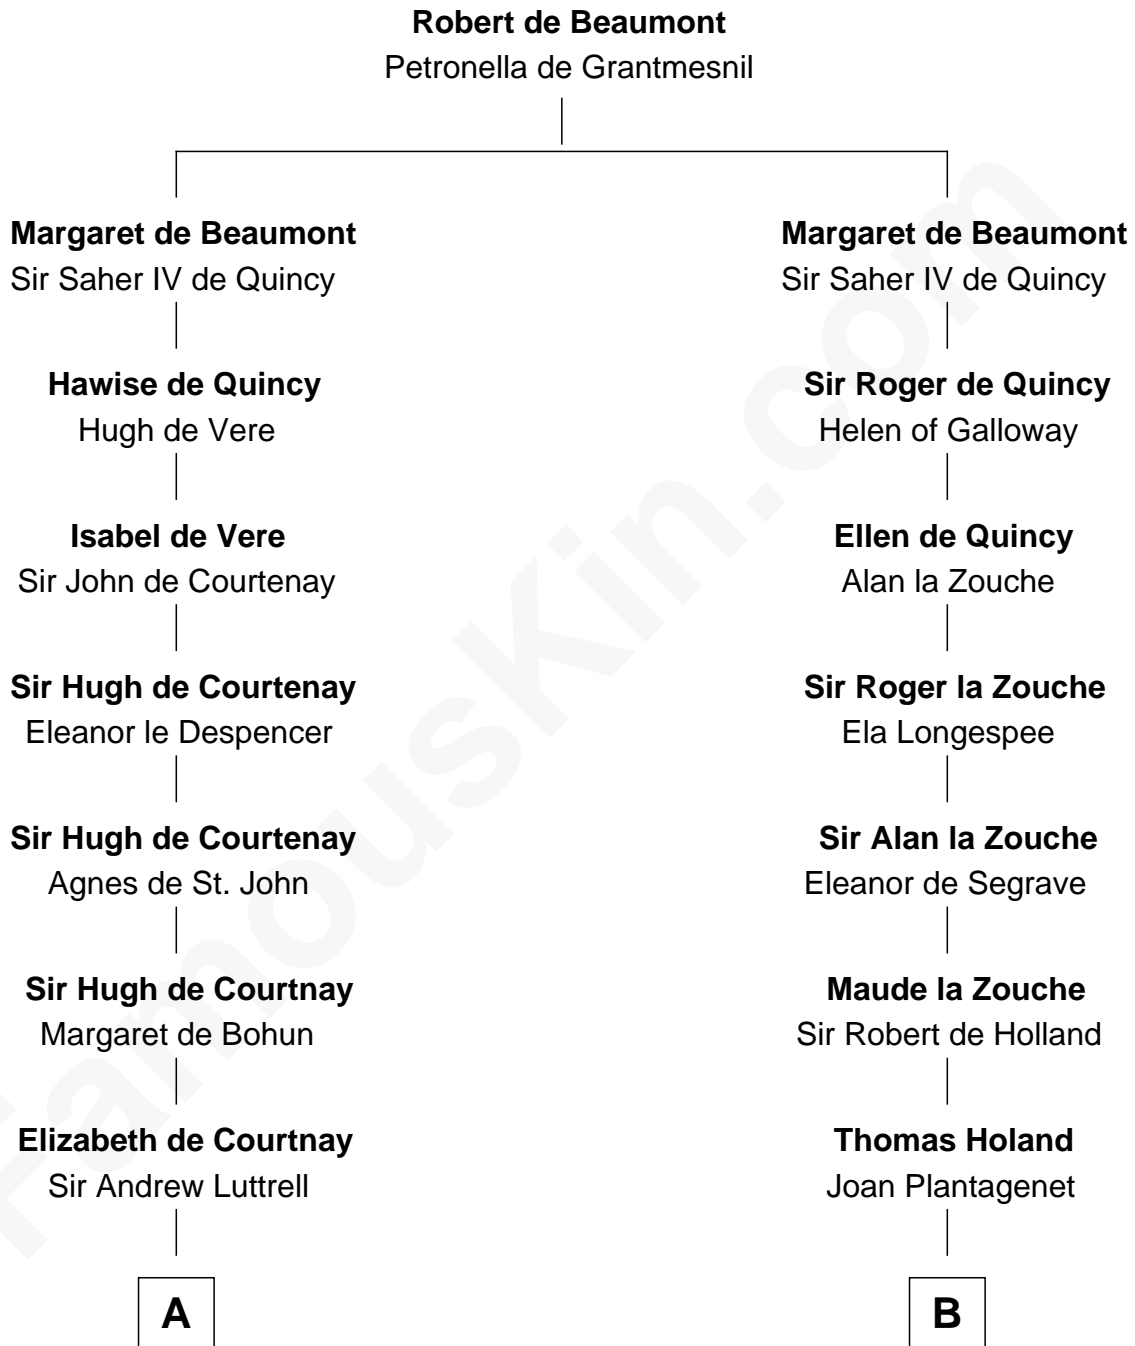 Robert de Beaumont
Petronella de Grantmesnil
Margaret de Beaumont
Sir Saher IV de Quincy
Hawise de Quincy
Hugh de Vere
Isabel de Vere
Sir John de Courtenay
Sir Hugh de Courtenay
Eleanor le Despencer
Sir Hugh de Courtenay
Agnes de St. John
Sir Hugh de Courtnay
Margaret de Bohun
Elizabeth de Courtnay
Sir Andrew Luttrell
A
Margaret de Beaumont
Sir Saher IV de Quincy
Sir Roger de Quincy
Helen of Galloway
Ellen de Quincy
Alan la Zouche
Sir Roger la Zouche
Ela Longespee
Sir Alan la Zouche
Eleanor de Segrave
Maude la Zouche
Sir Robert de Holland
Thomas Holand
Joan Plantagenet
B
FamousKin.com